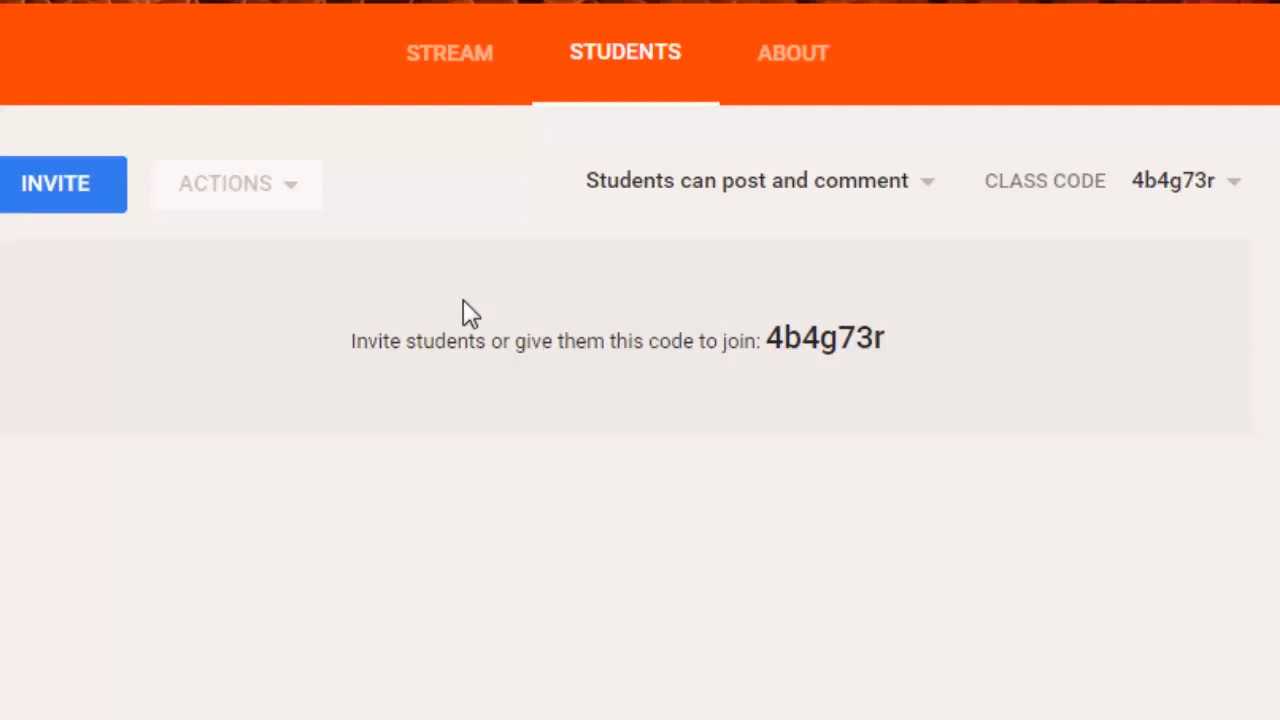 STREAM STUDENTS ABOUT
INVITE ACTIONS Students can post and comment CLASS CODE 4b4g73r
Invite students or give them this code to join: 4b4g73r